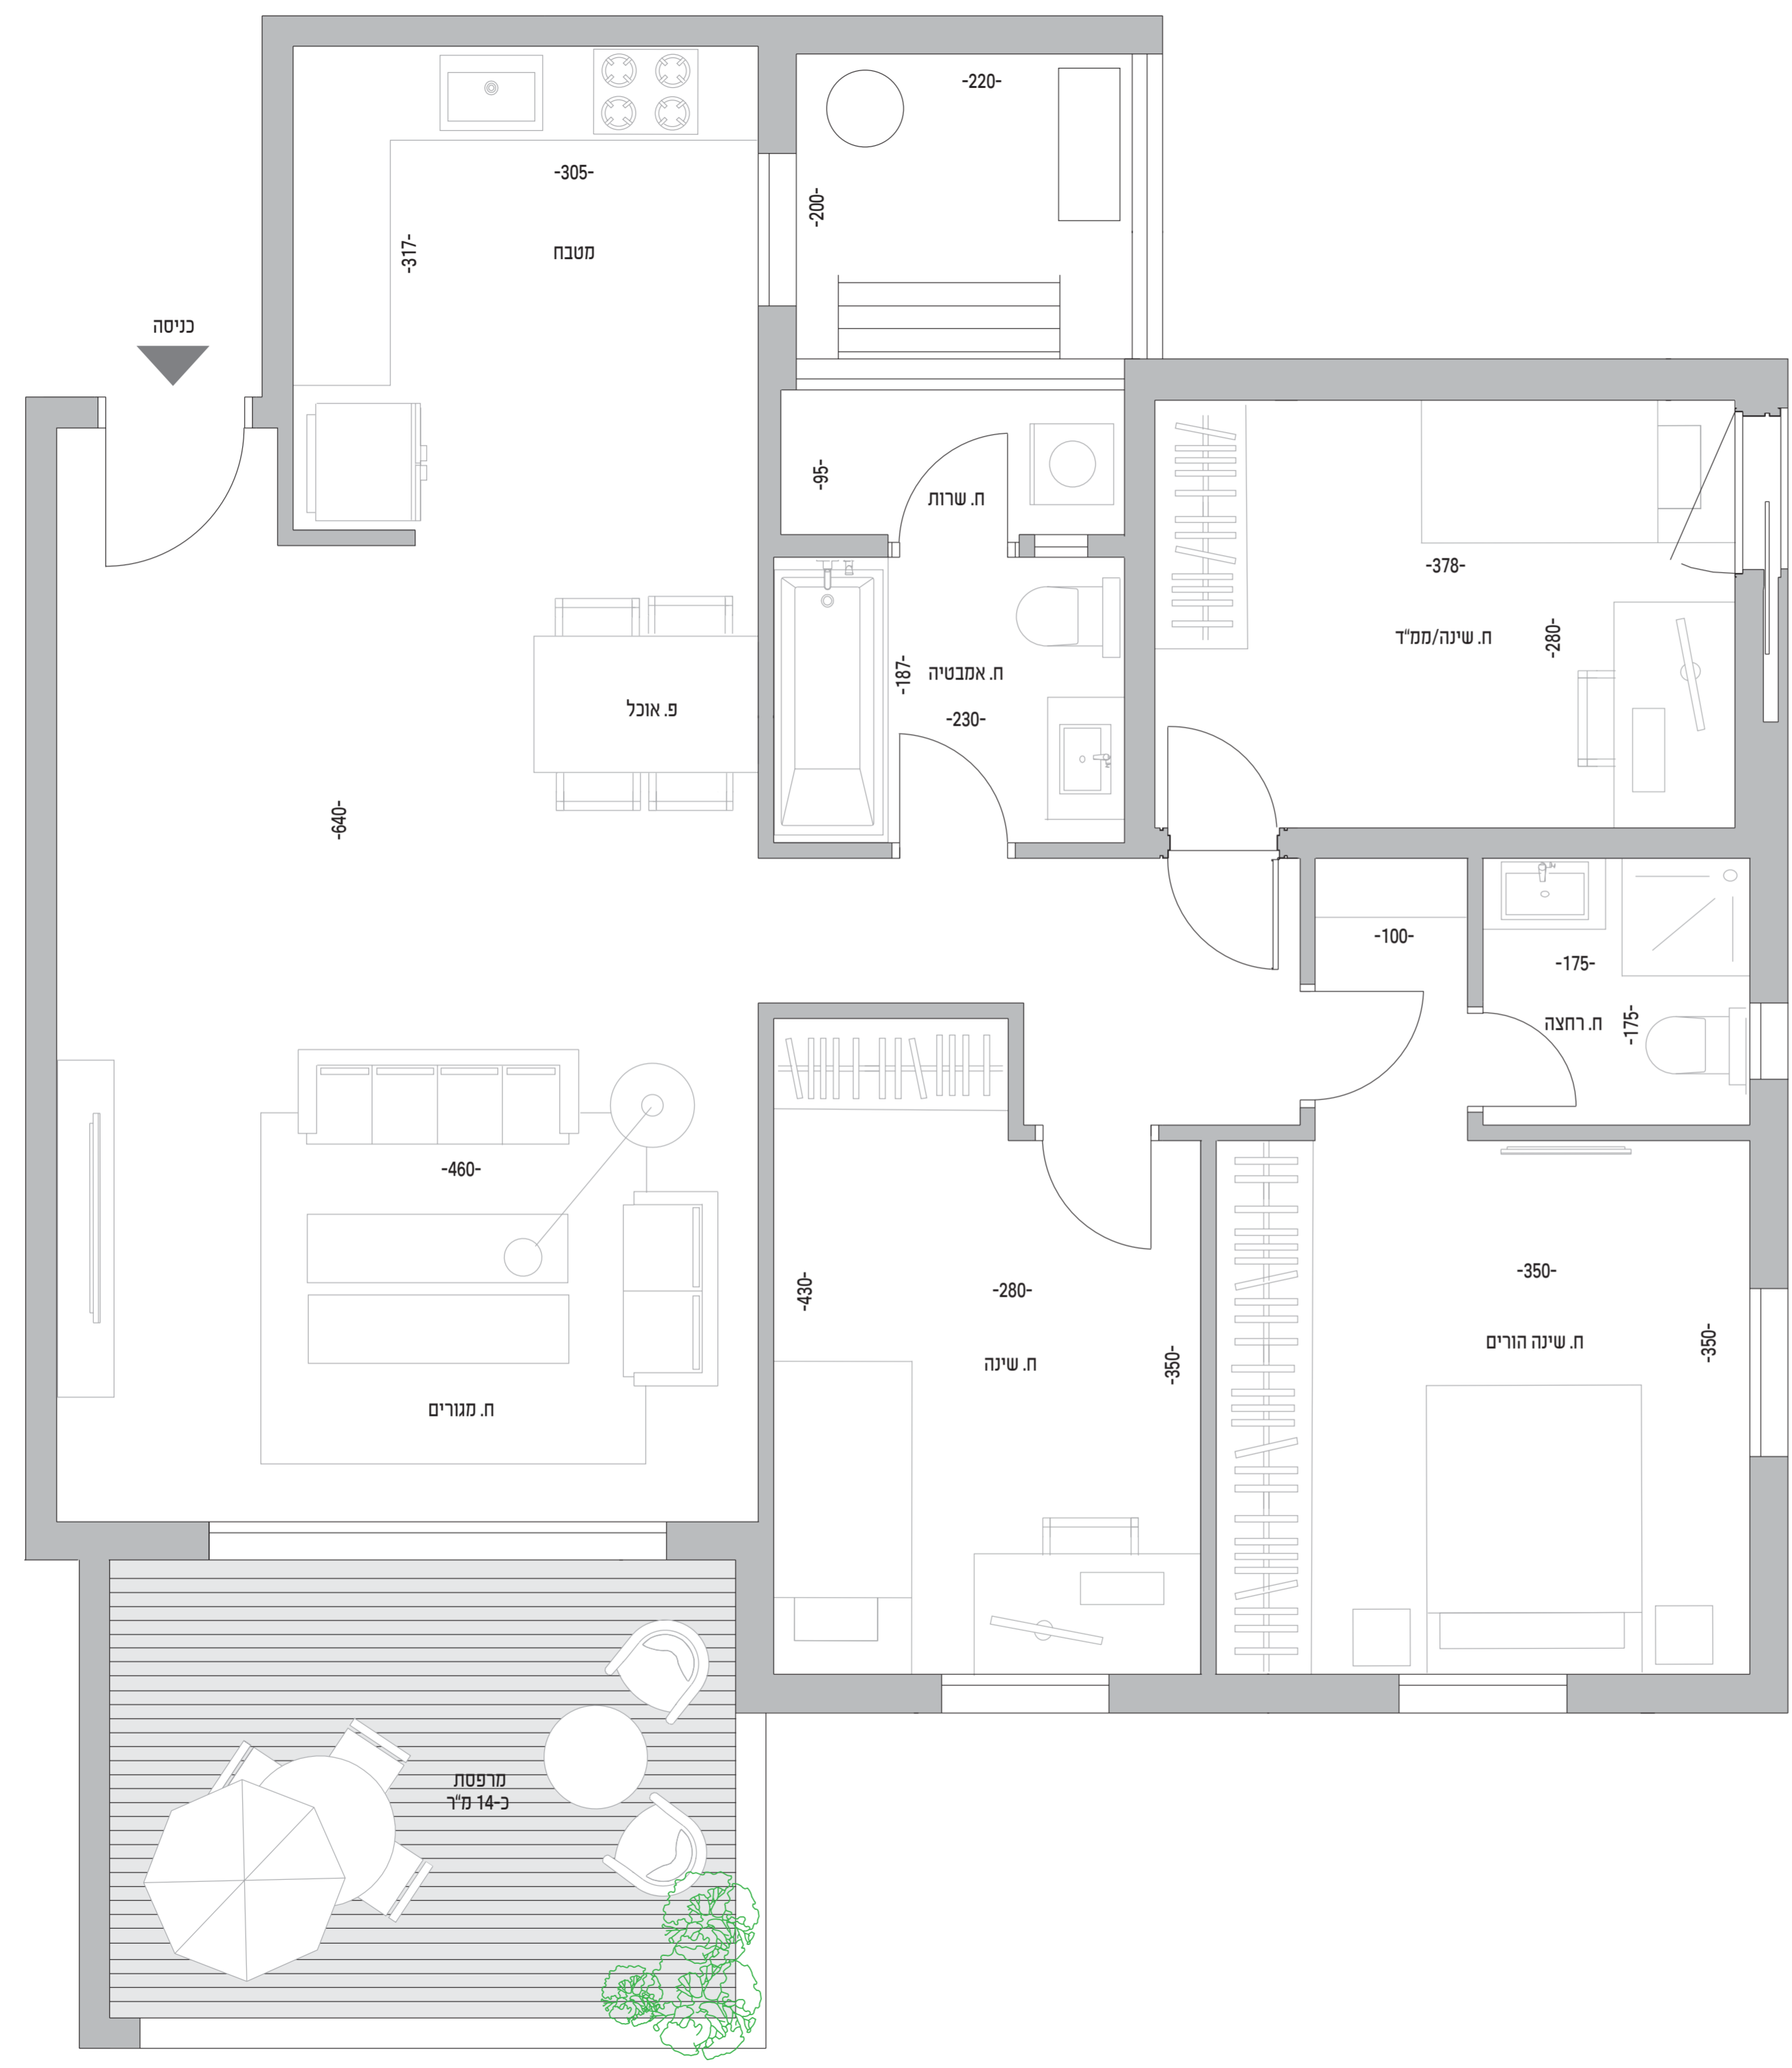 -220-
-305-
-200-
-317-
מטבח
כניסה
-95-
ח. שרות
-378-
-280-
ח. שינה/ממ"ד
-187-
ח. אמבטיה
-230-
פ. אוכל
-640-
-100-
-175-
ח. רחצה
-175-
-460-
-430-
-280-
ח. שינה
-350-
-350-
ח. שינה הורים
-350-
ח. מגורים
מרפסת
כ-14 מ"ר